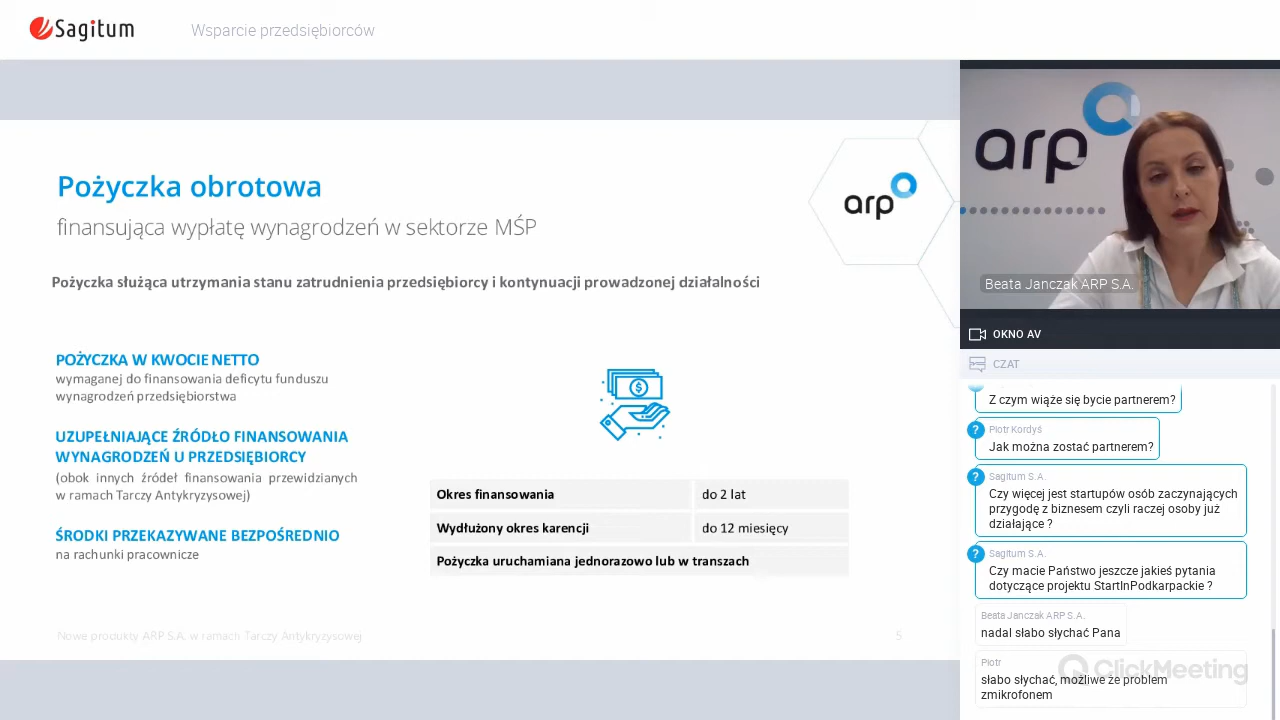 Sagitum
Wsparcie przedsiębiorców
Pożyczka obrotowa
finansująca wypłatę wynagrodzeń w sektorze MŚP
arp
Pożyczka służąca utrzymania stanu zatrudnienia przedsiębiorcy i kontynuacji prowadzonej działalności
POŻYCZKA W KWOCIE NETTO
wymaganej do finansowania deficytu funduszu
wynagrodzeń przedsiębiorstwa
UZUPEŁNIAJĄCE ŹRÓDŁO FINANSOWANIA
WYNAGRODZEŃ U PRZEDSIĘBIORCY
(obok innych źródeł finansowania przewidzianych
w ramach Tarczy Antykryzysowej)
ŚRODKI PRZEKAZYWANE BEZPOŚREDNIO
na rachunki pracownicze
Okres finansowania do 2 lat
Wydłużony okres karencji do 12 miesięcy
Pożyczka uruchamiana jednorazowo lub w transzach
Nowe produkty ARP S.A. w ramach Tarczy Antykryzysowej
5
arp
Beata Janczak ARP S.A.
OKNO AV
CZAT
Z czym wiąże się bycie partnerem?
Piotr Kordyś
Jak można zostać partnerem?
Sagitum S.A.
Czy więcej jest startupów osób zaczynających
przygodę z biznesem czyli raczej osoby już
działające ?
Sagitum S.A.
Czy macie Państwo jeszcze jakieś pytania
dotyczące projektu StartInPodkarpackie ?
Beata Janczak ARP S.A.
nadal słabo słychać Pana
Piotr
słabo słychać, możliwe że problem
zmikrofonem
ClickMeeting